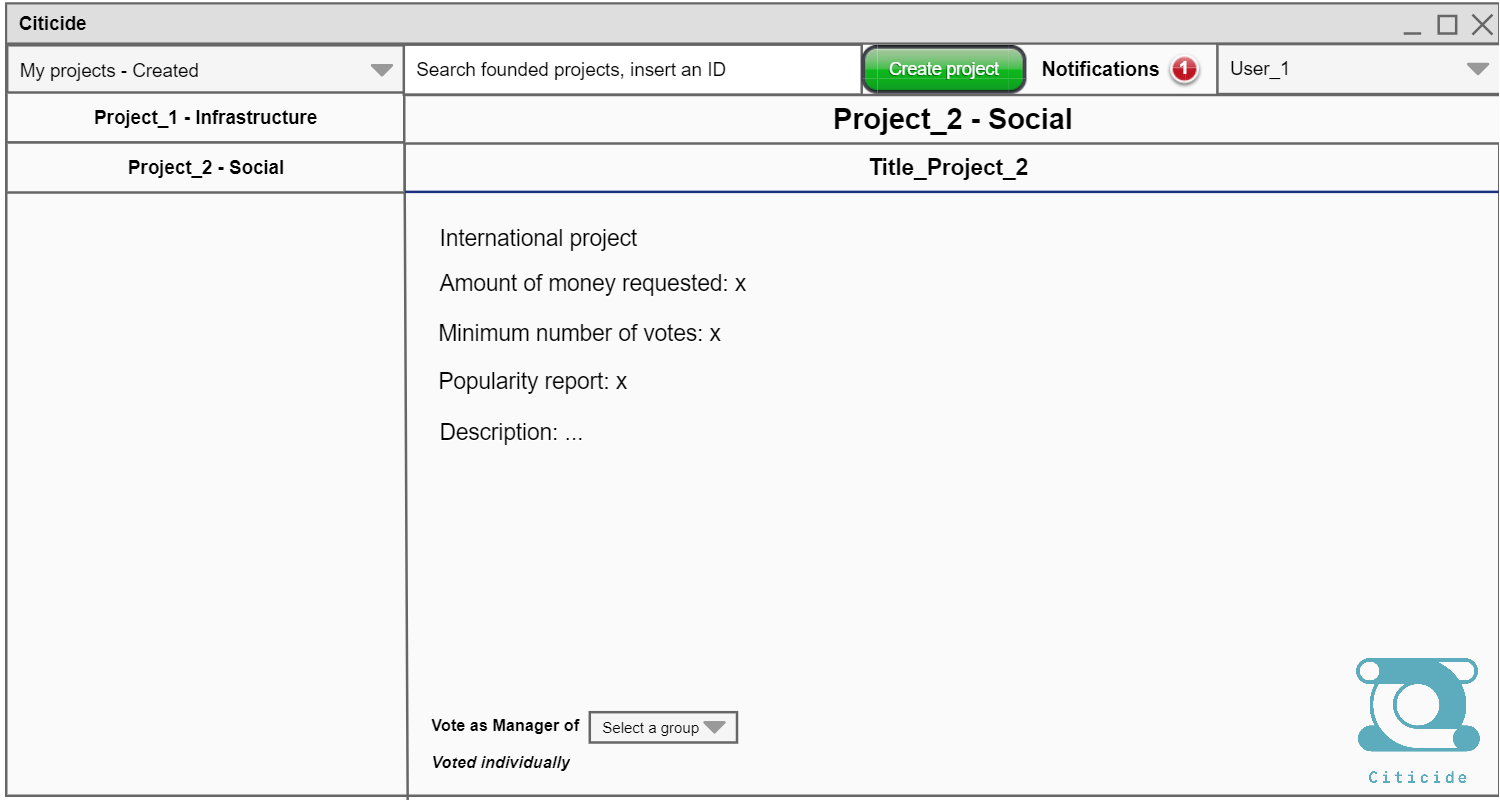 Citicide
My projects - Created
Search founded projects, insert an ID
Create project
Notifications 1
User_1
Project_1 - Infrastructure
Project_2 - Social
Project_2 - Social
Title_Project_2
International project
Amount of money requested: x
Minimum number of votes: x
Popularity report: x
Description: ...
Vote as Manager of Select a group
Voted individually
Citicide